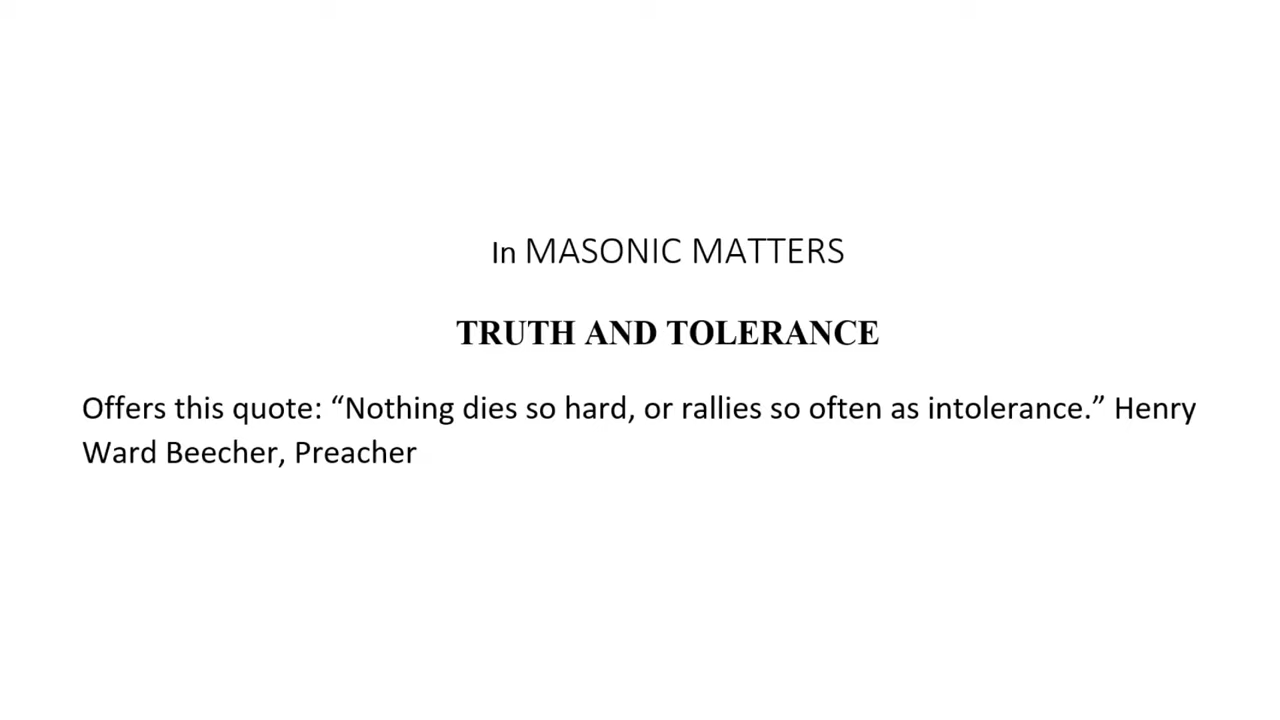 In MASONIC MATTERS
TRUTH AND TOLERANCE
Offers this quote: “Nothing dies so hard, or rallies so often as intolerance.” Henry
Ward Beecher, Preacher